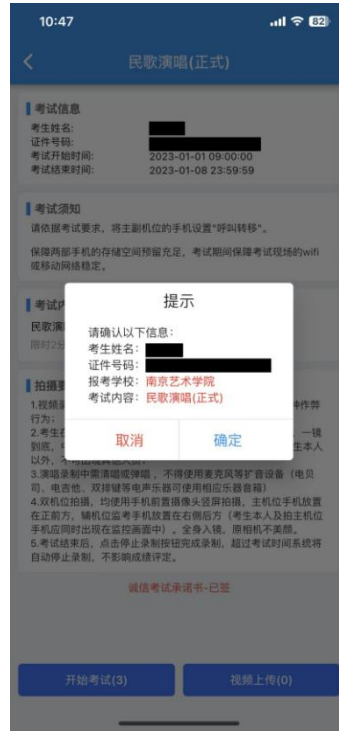 10:47
82
民歌演唱(正式)
考试信息
考生姓名:
证件号码:
考试开始时间: 2023-01-01 09:00:00
考试结束时间: 2023-01-08 23:59:59
考试须知
请依据考试要求，将主副机位的手机设置"呼叫转移"。
保障两部手机的存储空间预留充足，考试期间保障考试现场的wifi
或移动网络稳定。
考试内
民歌演
限时2分
提示
请确认以下信息:
考生姓名:
证件号码:
报考学校: 南京艺术学院
考试内容: 民歌演唱(正式)
取消
确定
拍摄要
1.视频录 种作弊
行为;
2.考生在 一镜
到底， 生本人
以外，不
3.演唱录制中需清唱或弹唱，不得使用麦克风等扩音设备（电贝
司、电吉他、双排键等电声乐器可使用相应乐器音箱）
4.双机位拍摄，均使用手机前置摄像头竖屏拍摄，主机位手机放置
在正前方，辅机位监考手机放置在右侧后方（考生本人及拍主机位
手机应同时出现在监控画面中）。全身入镜，原相机不美颜。
5.考试结束后，点击停止录制按钮完成录制，超过考试时间系统将
自动停止录制，不影响成绩评定。
诚信考试承诺书-已签
开始考试(3)
视频上传(0)